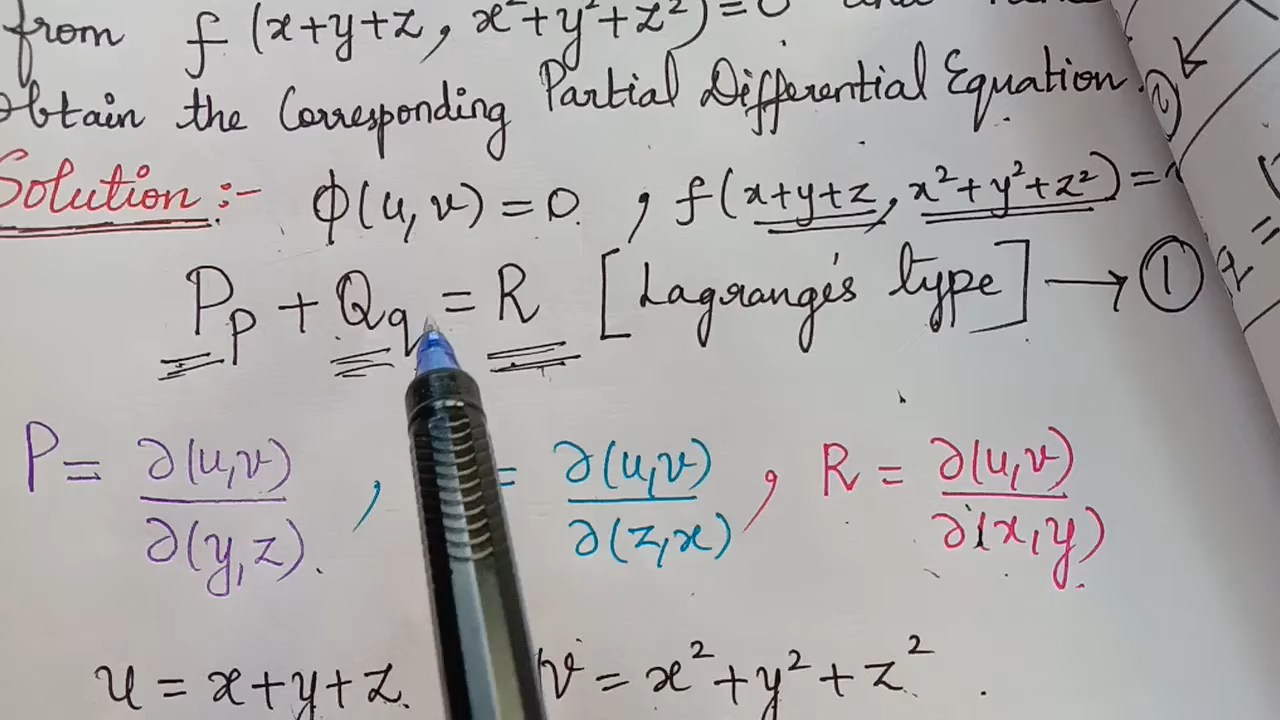 from f (x+y+z, x²+y²+z²)=0 and
Obtain the Corresponding Partial Differential Equation.
Solution :- ϕ(u, v) = 0 , f(x+y+z, x²+y²+z²)=
Pp + Qq = R [Lagrange's type] → ①
P = ∂(u,v)/∂(y,z) , = ∂(u,v)/∂(z,x) , R = ∂(u,v)/∂(x,y)
u = x+y+z. v = x²+y²+z².